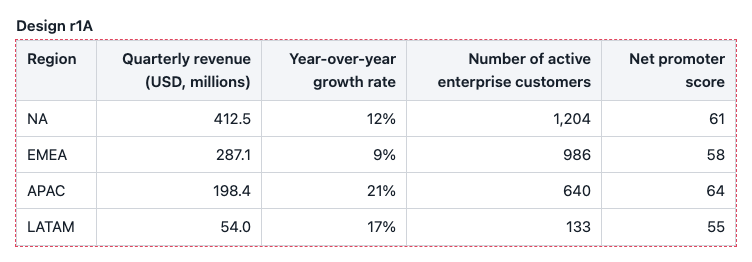 Design r1A
Region Quarterly revenue (USD, millions) Year-over-year growth rate Number of active enterprise customers Net promoter score
NA 412.5 12% 1,204 61
EMEA 287.1 9% 986 58
APAC 198.4 21% 640 64
LATAM 54.0 17% 133 55